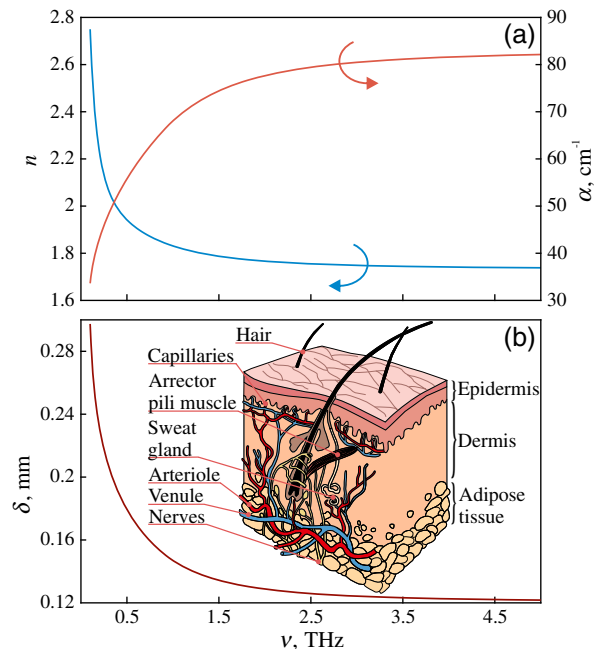 (a)
2.8
2.6
2.4
2.2
2
1.8
1.6
n
90
80
70
60
50
40
30
α, cm⁻¹
(b)
0.28
0.24
0.2
0.16
0.12
δ, mm
Hair
Capillaries
Arrector
pili muscle
Sweat
gland
Arteriole
Venule
Nerves
Epidermis
Dermis
Adipose
tissue
0.5 1.5 2.5 3.5 4.5
ν, THz